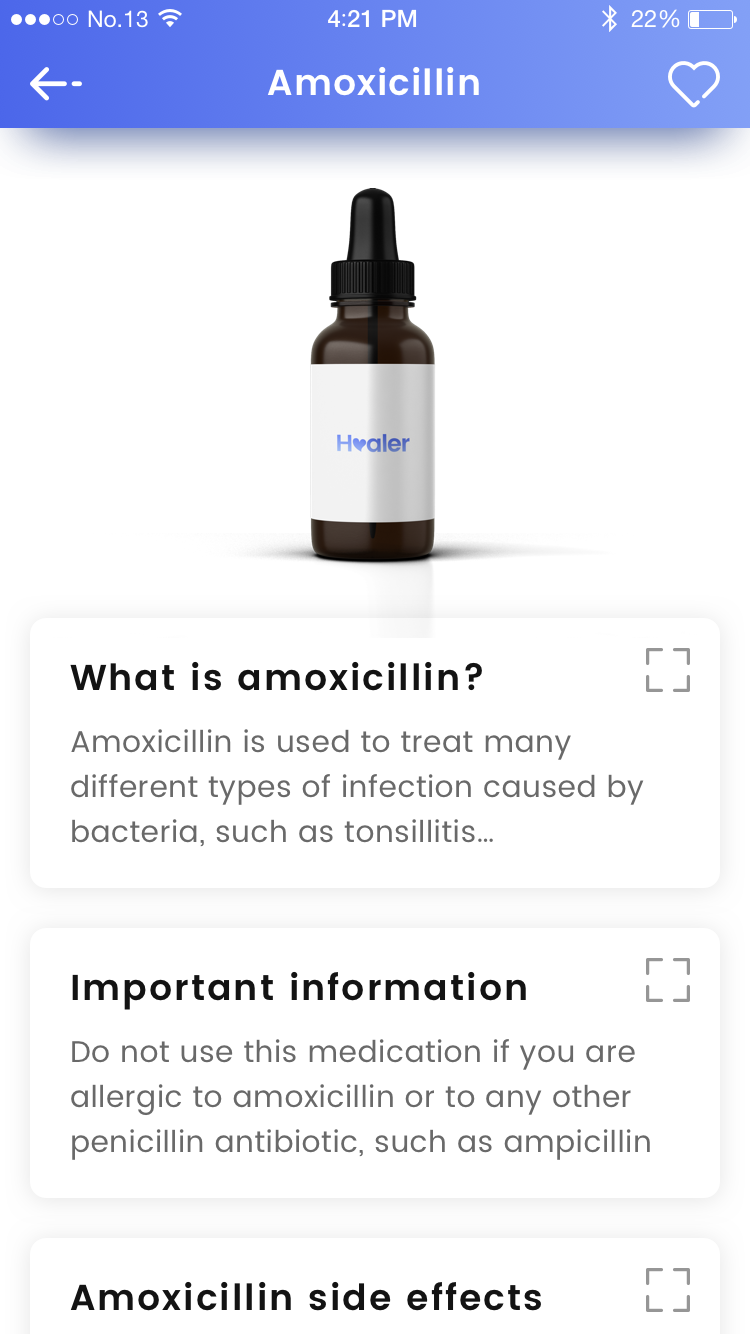 No.13
4:21 PM
22%
Amoxicillin
H♥aler
What is amoxicillin?
Amoxicillin is used to treat many
different types of infection caused by
bacteria, such as tonsillitis...
Important information
Do not use this medication if you are
allergic to amoxicillin or to any other
penicillin antibiotic, such as ampicillin
Amoxicillin side effects